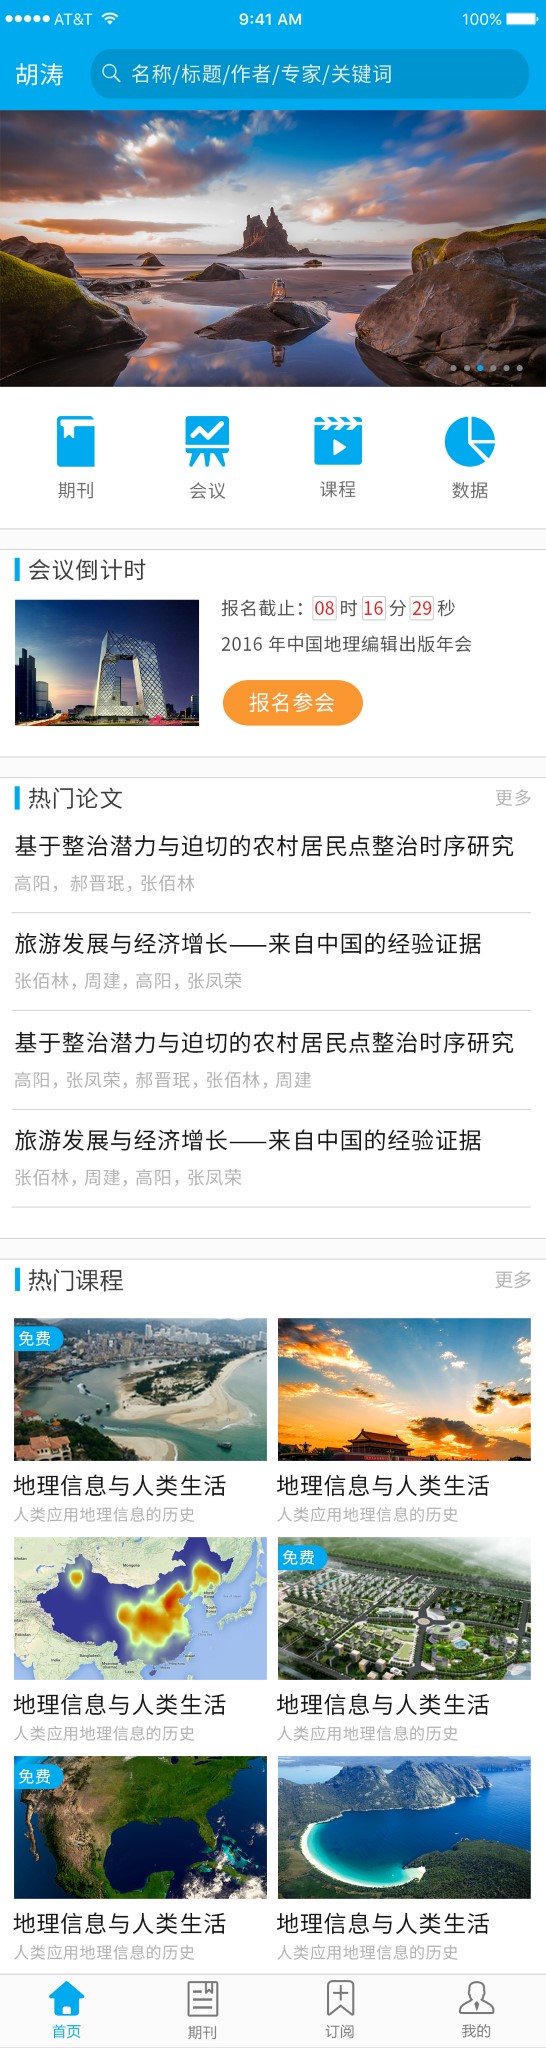 AT&T 9:41 AM 100%
胡涛 名称/标题/作者/专家/关键词
期刊 会议 课程 数据
会议倒计时
报名截止：08 时 16 分 29 秒
2016 年中国地理编辑出版年会
报名参会
热门论文 更多
基于整治潜力与迫切的农村居民点整治时序研究
高阳，郝晋珉，张佰林
旅游发展与经济增长——来自中国的经验证据
张佰林，周建，高阳，张凤荣
基于整治潜力与迫切的农村居民点整治时序研究
高阳，张凤荣，郝晋珉，张佰林，周建
旅游发展与经济增长——来自中国的经验证据
张佰林，周建，高阳，张凤荣
热门课程 更多
免费
地理信息与人类生活 地理信息与人类生活
人类应用地理信息的历史 人类应用地理信息的历史
Mongolia
免费
地理信息与人类生活 地理信息与人类生活
人类应用地理信息的历史 人类应用地理信息的历史
免费
地理信息与人类生活 地理信息与人类生活
人类应用地理信息的历史 人类应用地理信息的历史
首页 期刊 订阅 我的